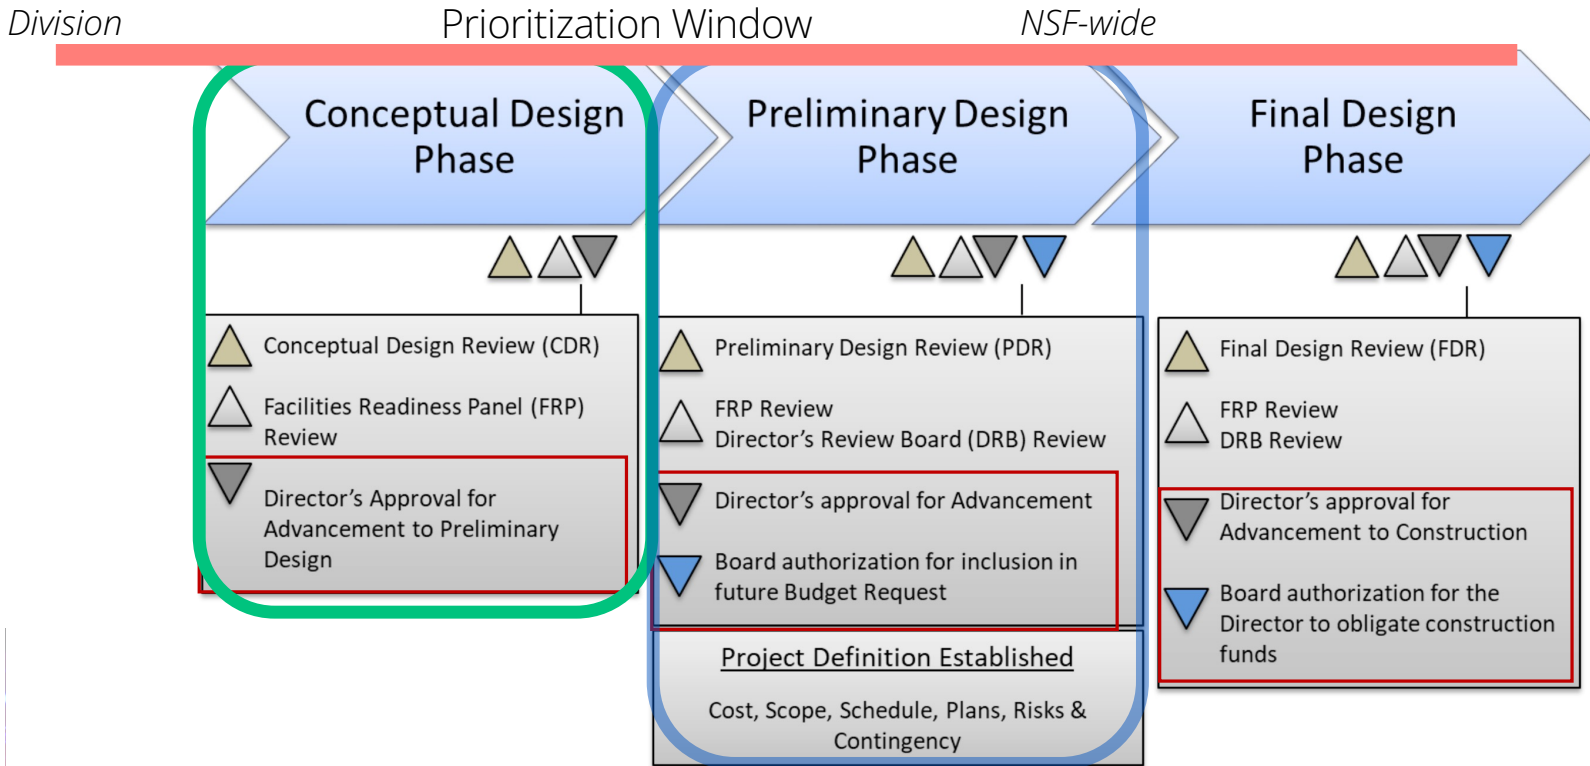 Division
Prioritization Window
NSF-wide
Conceptual Design
Phase
Preliminary Design
Phase
Final Design
Phase
Conceptual Design Review (CDR)
Facilities Readiness Panel (FRP)
Review
Director’s Approval for
Advancement to Preliminary
Design
Preliminary Design Review (PDR)
FRP Review
Director’s Review Board (DRB) Review
Director’s approval for Advancement
Board authorization for inclusion in
future Budget Request
Project Definition Established
Cost, Scope, Schedule, Plans, Risks &
Contingency
Final Design Review (FDR)
FRP Review
DRB Review
Director’s approval for
Advancement to Construction
Board authorization for the
Director to obligate construction
funds